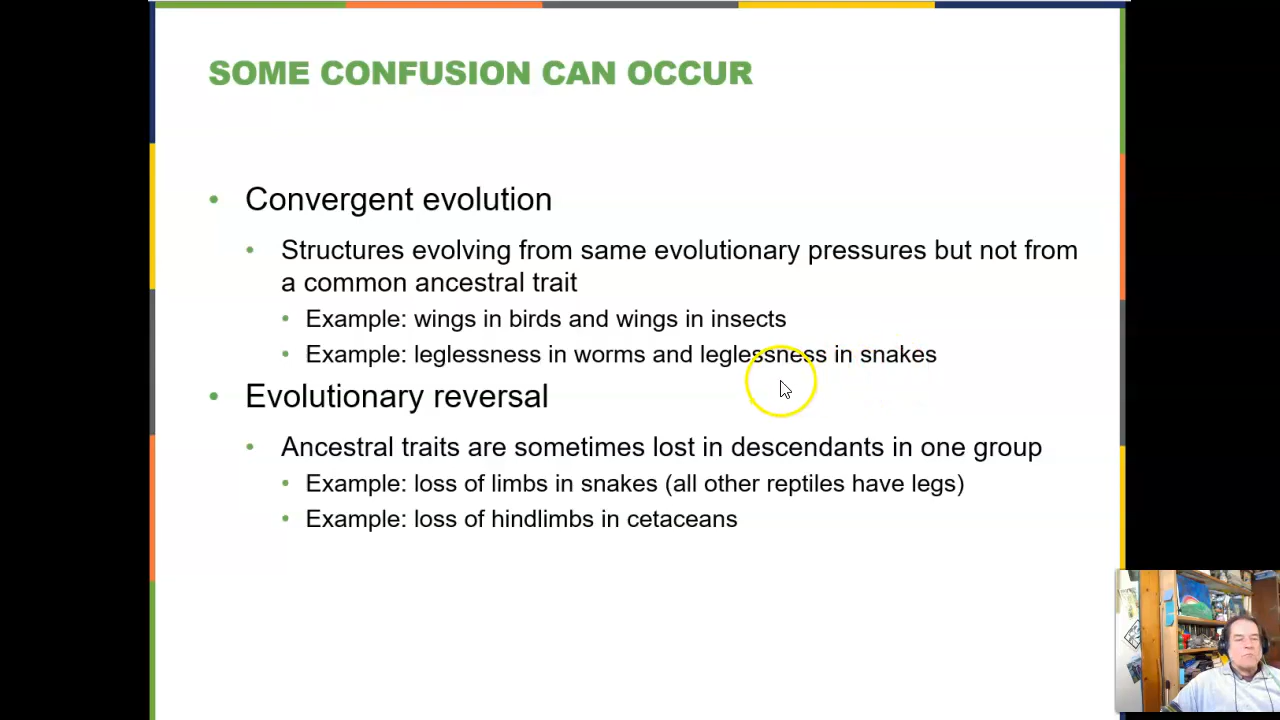 SOME CONFUSION CAN OCCUR
• Convergent evolution
• Structures evolving from same evolutionary pressures but not from
a common ancestral trait
• Example: wings in birds and wings in insects
• Example: leglessness in worms and leglessness in snakes
• Evolutionary reversal
• Ancestral traits are sometimes lost in descendants in one group
• Example: loss of limbs in snakes (all other reptiles have legs)
• Example: loss of hindlimbs in cetaceans